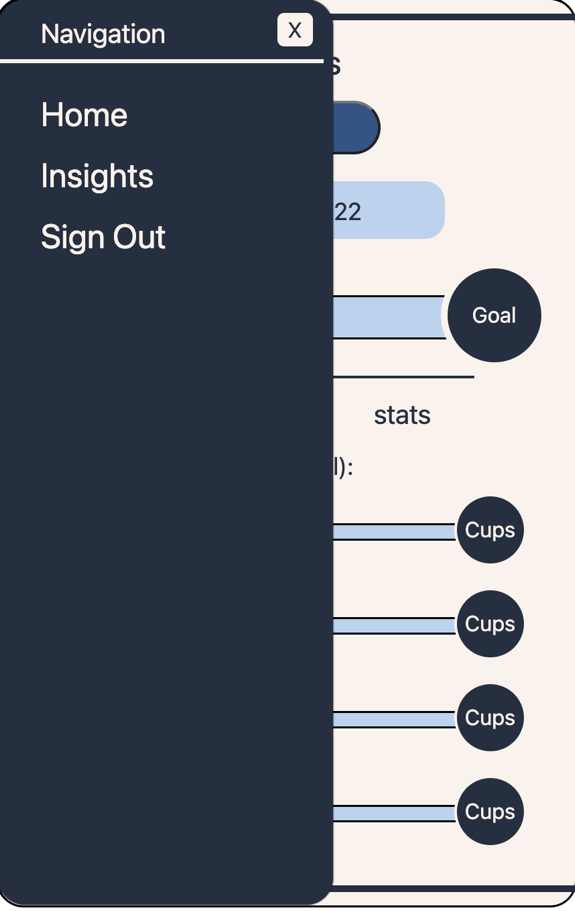 Navigation X
Home
Insights
Sign Out
s
22
Goal
stats
l):
Cups
Cups
Cups
Cups